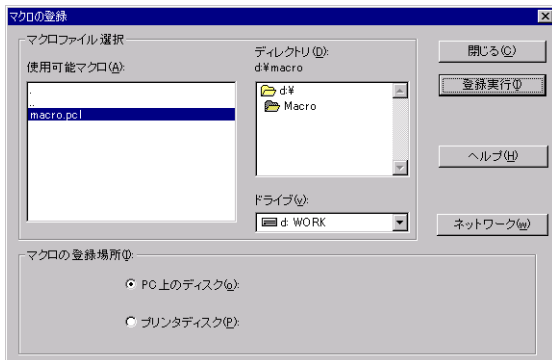 マクロの登録
マクロファイル選択
使用可能マクロ(A):
.
..
macro.pcl
ディレクトリ(D):
d:¥macro
d:¥
Macro
ドライブ(v):
d: WORK
閉じる(C)
登録実行(I)
ヘルプ(H)
ネットワーク(w)
マクロの登録場所(I):
PC上のディスク(o):
プリンタディスク(P):